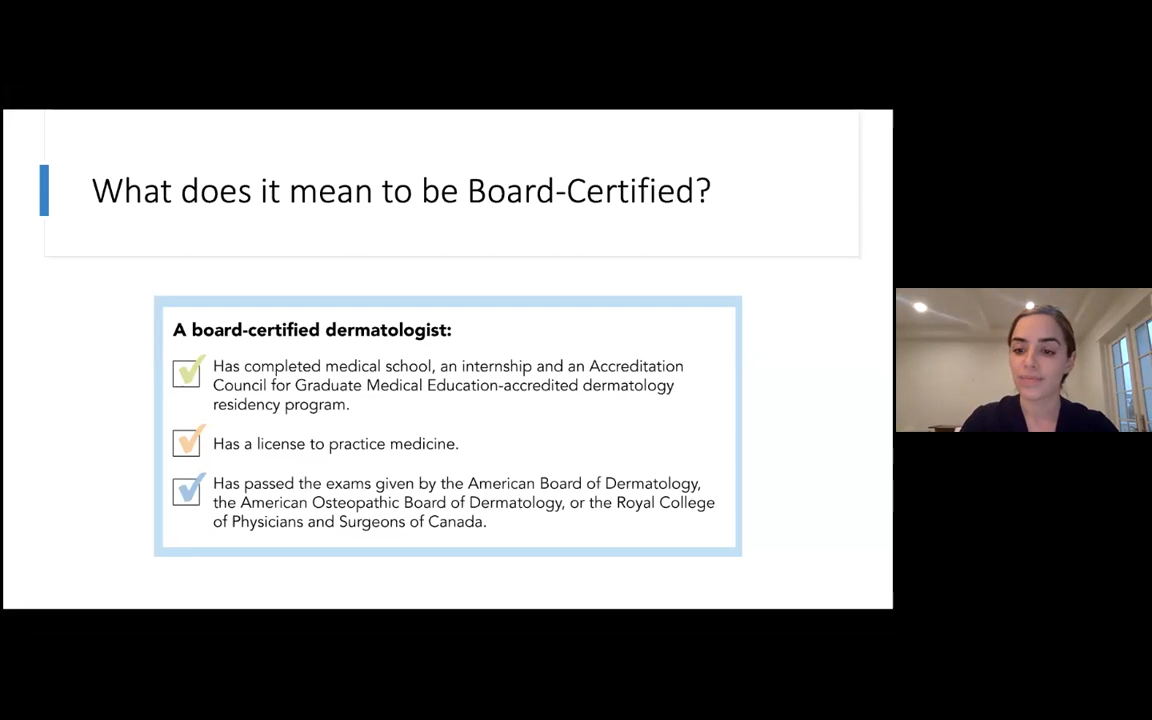 What does it mean to be Board-Certified?
A board-certified dermatologist:
Has completed medical school, an internship and an Accreditation
Council for Graduate Medical Education-accredited dermatology
residency program.
Has a license to practice medicine.
Has passed the exams given by the American Board of Dermatology,
the American Osteopathic Board of Dermatology, or the Royal College
of Physicians and Surgeons of Canada.